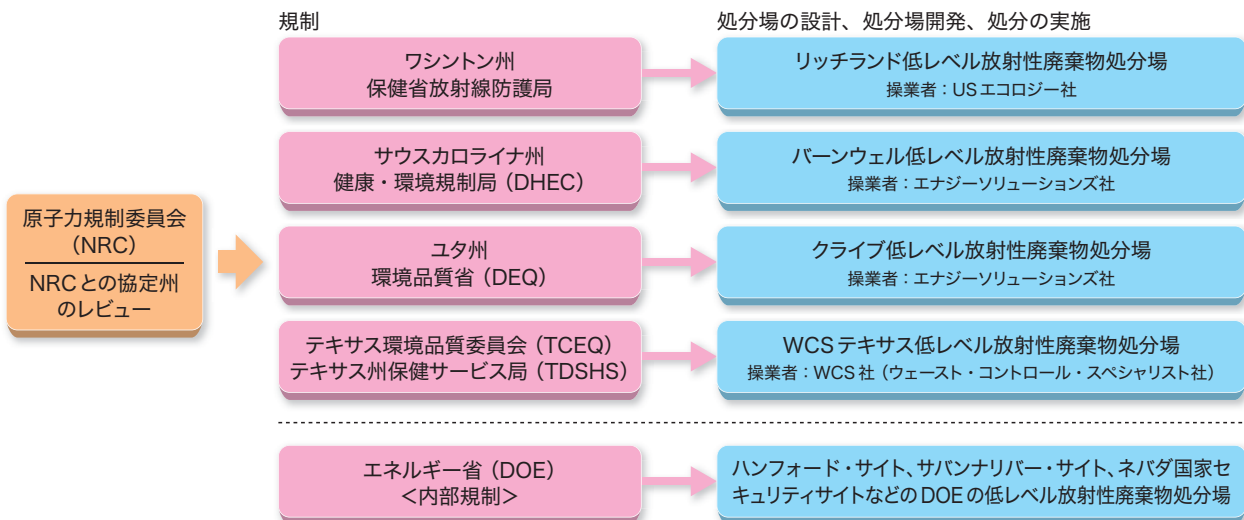 規制
処分場の設計、処分場開発、処分の実施
ワシントン州
保健省放射線防護局
リッチランド低レベル放射性廃棄物処分場
操業者：USエコロジー社
サウスカロライナ州
健康・環境規制局（DHEC）
バーンウェル低レベル放射性廃棄物処分場
操業者：エナジーソリューションズ社
原子力規制委員会
（NRC）
NRCとの協定州
のレビュー
ユタ州
環境品質省（DEQ）
クライブ低レベル放射性廃棄物処分場
操業者：エナジーソリューションズ社
テキサス環境品質委員会（TCEQ）
テキサス州保健サービス局（TDSHS）
WCSテキサス低レベル放射性廃棄物処分場
操業者：WCS社（ウェースト・コントロール・スペシャリスト社）
エネルギー省（DOE）
＜内部規制＞
ハンフォード・サイト、サバンナリバー・サイト、ネバダ国家セ
キュリティサイトなどのDOEの低レベル放射性廃棄物処分場